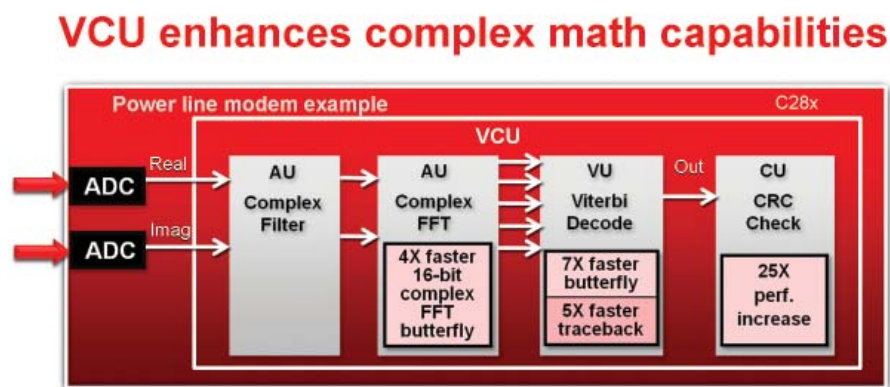 VCU enhances complex math capabilities
Power line modem example
C28x
VCU
ADC
Real
ADC
Imag
AU
Complex
Filter
AU
Complex
FFT
4X faster
16-bit
complex
FFT
butterfly
VU
Viterbi
Decode
7X faster
butterfly
5X faster
traceback
Out
CU
CRC
Check
25X
perf.
increase